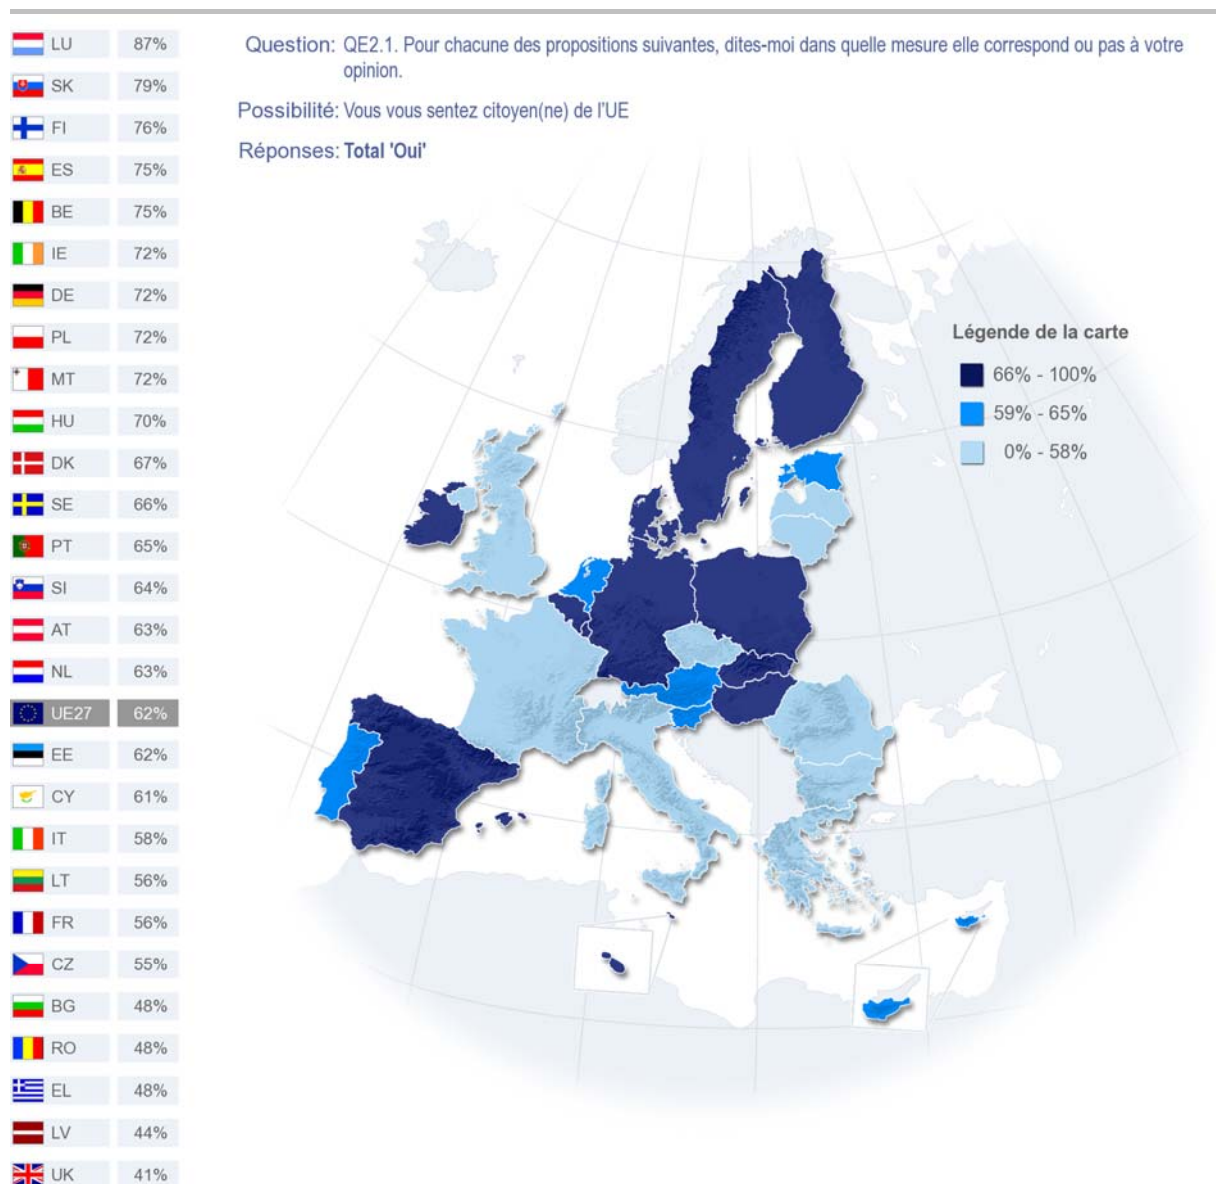 LU 87%
SK 79%
FI 76%
ES 75%
BE 75%
IE 72%
DE 72%
PL 72%
MT 72%
HU 70%
DK 67%
SE 66%
PT 65%
SI 64%
AT 63%
NL 63%
UE27 62%
EE 62%
CY 61%
IT 58%
LT 56%
FR 56%
CZ 55%
BG 48%
RO 48%
EL 48%
LV 44%
UK 41%
Question: QE2.1. Pour chacune des propositions suivantes, dites-moi dans quelle mesure elle correspond ou pas à votre
opinion.
Possibilité: Vous vous sentez citoyen(ne) de l'UE
Réponses: Total 'Oui'
Légende de la carte
66% - 100%
59% - 65%
0% - 58%